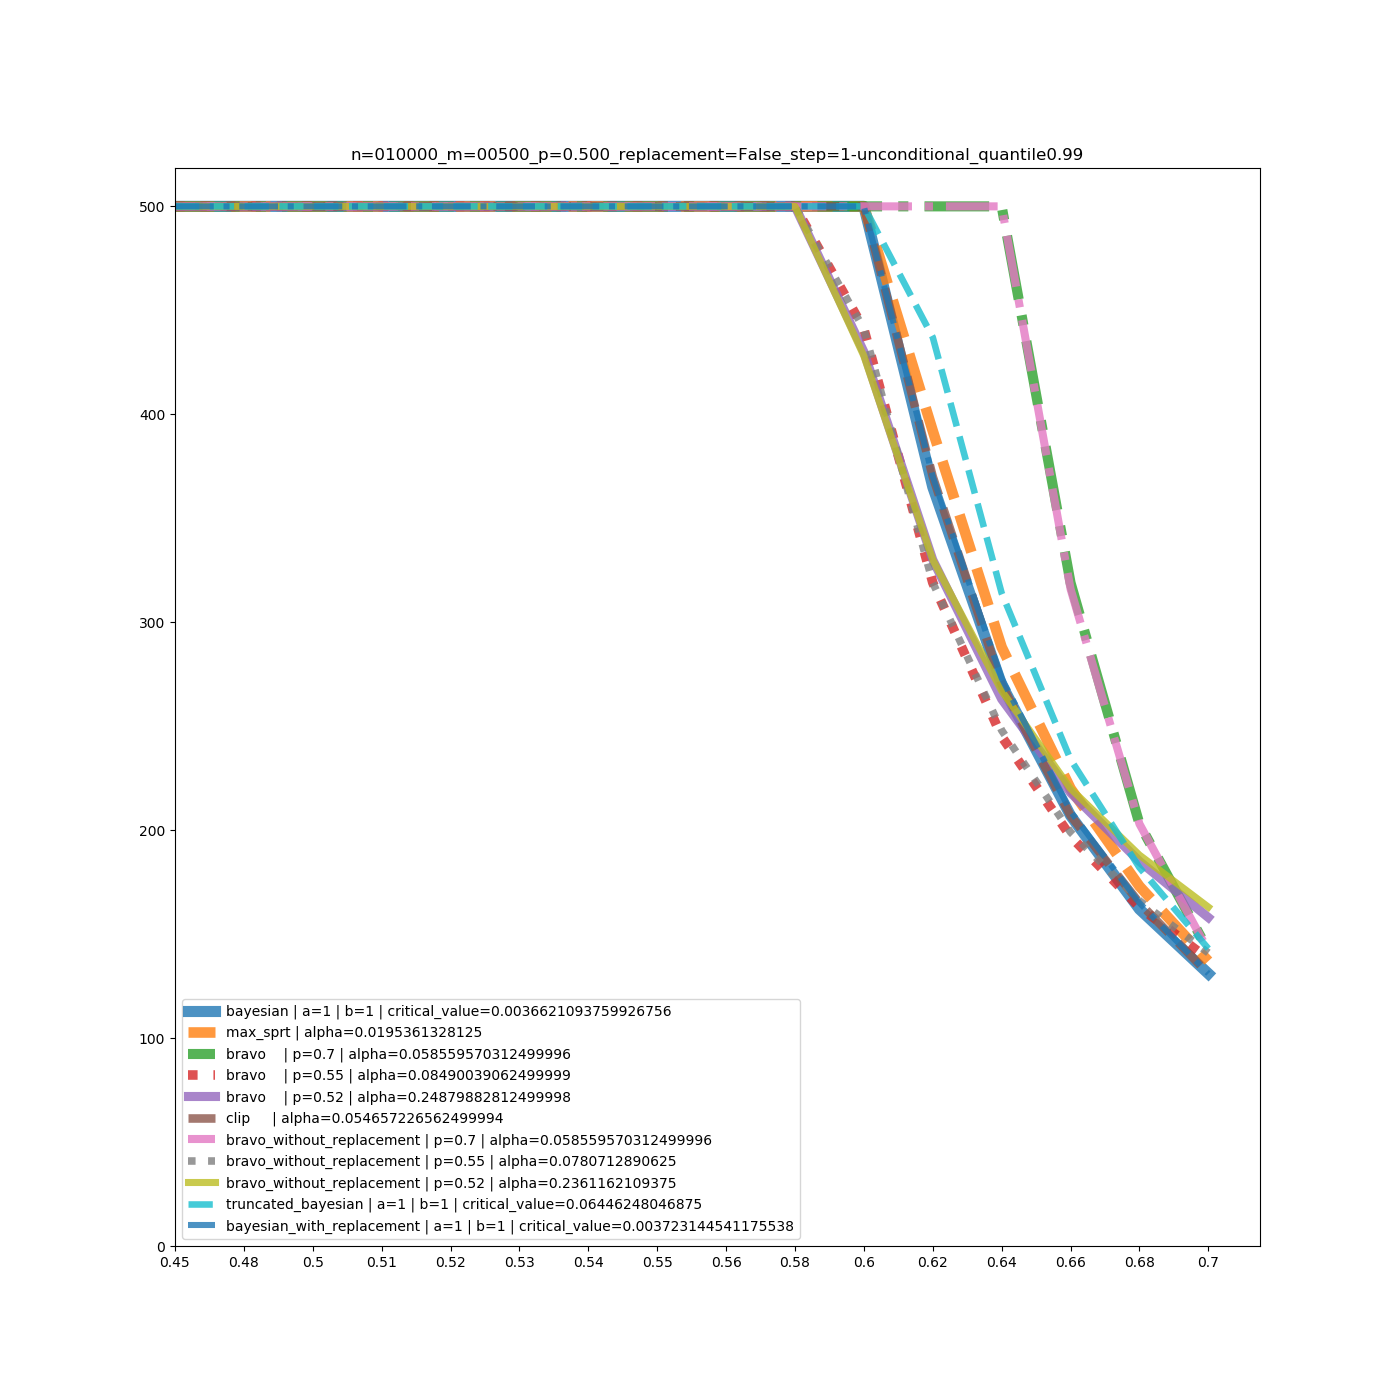 n=010000_m=00500_p=0.500_replacement=False_step=1-unconditional_quantile0.99
500
400
300
200
100
0
bayesian | a=1 | b=1 | critical_value=0.0036621093759926756
max_sprt | alpha=0.0195361328125
bravo    | p=0.7 | alpha=0.058559570312499996
bravo    | p=0.55 | alpha=0.08490039062499999
bravo    | p=0.52 | alpha=0.24879882812499998
clip     | alpha=0.054657226562499994
bravo_without_replacement | p=0.7 | alpha=0.058559570312499996
bravo_without_replacement | p=0.55 | alpha=0.0780712890625
bravo_without_replacement | p=0.52 | alpha=0.2361162109375
truncated_bayesian | a=1 | b=1 | critical_value=0.06446248046875
bayesian_with_replacement | a=1 | b=1 | critical_value=0.003723144541175538
0.45 0.48 0.5 0.51 0.52 0.53 0.54 0.55 0.56 0.58 0.6 0.62 0.64 0.66 0.68 0.7